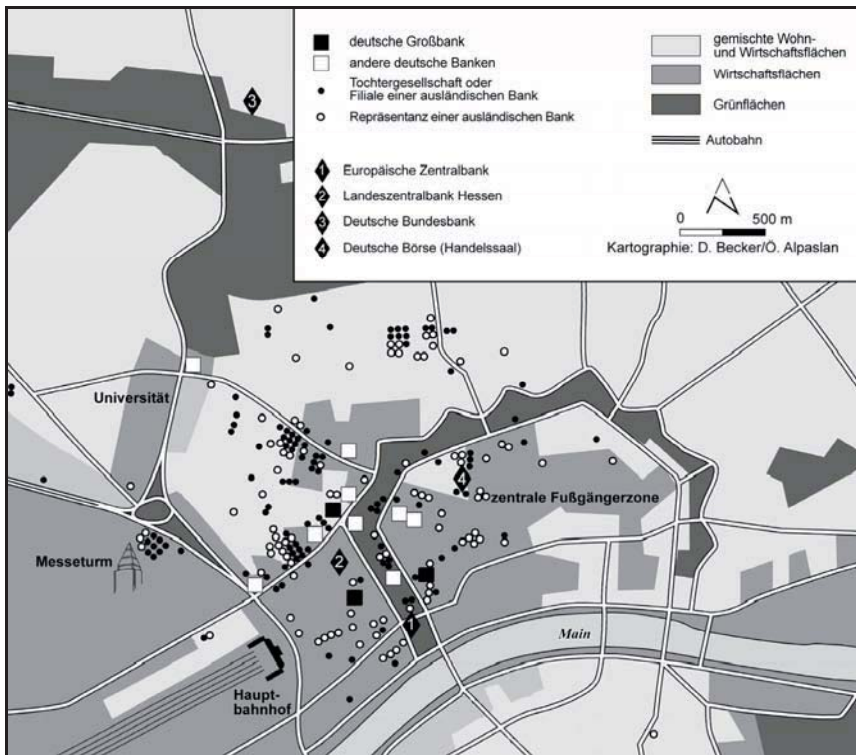 deutsche Großbank
andere deutsche Banken
Tochtergesellschaft oder
Filiale einer ausländischen Bank
Repräsentanz einer ausländischen Bank
1 Europäische Zentralbank
2 Landeszentralbank Hessen
3 Deutsche Bundesbank
4 Deutsche Börse (Handelssaal)
gemischte Wohn-
und Wirtschaftsflächen
Wirtschaftsflächen
Grünflächen
Autobahn
0 500 m
Kartographie: D. Becker/Ö. Alpaslan
3
Universität
4
zentrale Fußgängerzone
Messeturm
2
1
Main
Haupt-
bahnhof